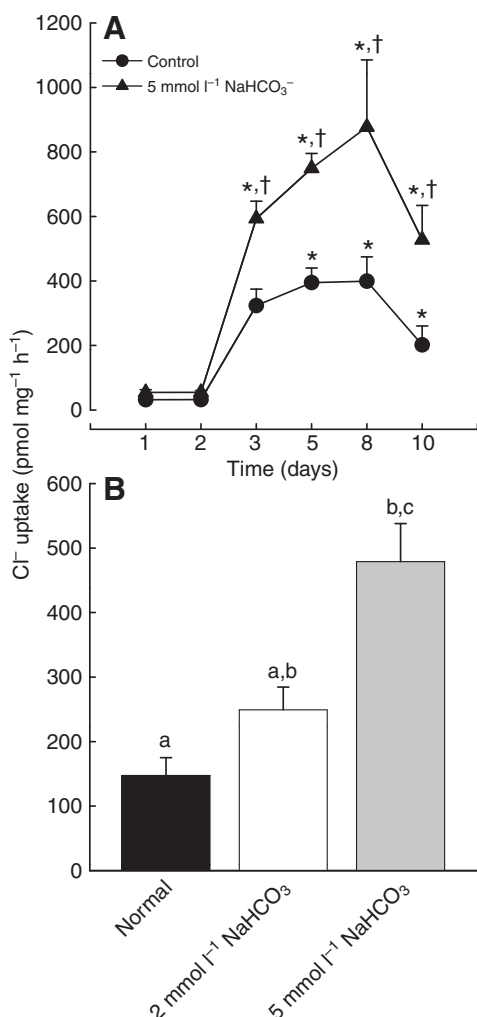 A
1200
1000
800
600
400
200
0
Control
5 mmol l⁻¹ NaHCO₃⁻
*,†
*,†
*,†
*,†
*
*
*
1 2 3 5 8 10
Time (days)
Cl⁻ uptake (pmol mg⁻¹ h⁻¹)
B
600
500
400
300
200
100
0
a
a,b
b,c
Normal
2 mmol l⁻¹ NaHCO₃
5 mmol l⁻¹ NaHCO₃